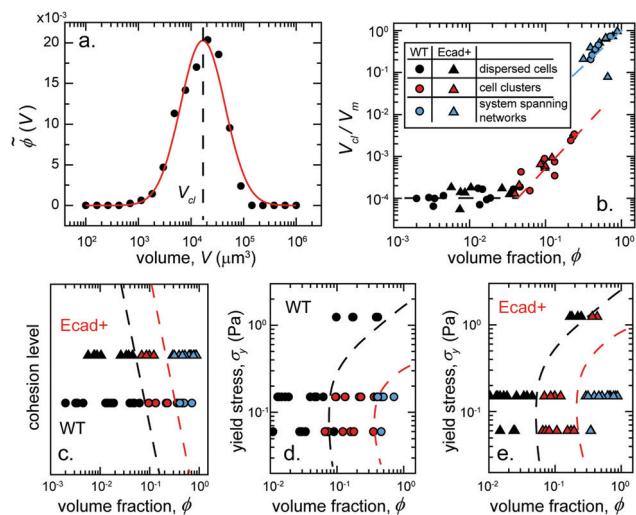 20×10⁻³
a.
15
10
5
0
ϕ̃ (V)
V_cl
10² 10³ 10⁴ 10⁵ 10⁶
volume, V (μm³)
10⁰
10⁻¹
10⁻²
10⁻³
10⁻⁴
10⁻⁵
V_cl/V_m
WT Ecad+
dispersed cells
cell clusters
system spanning
networks
b.
10⁻³ 10⁻² 10⁻¹ 10⁰
volume fraction, ϕ
cohesion level
Ecad+
WT
c.
10⁻³ 10⁻² 10⁻¹ 10⁰
volume fraction, ϕ
yield stress, σ_y (Pa)
WT
10⁰
10⁻¹
d.
10⁻² 10⁻¹ 10⁰
volume fraction, ϕ
yield stress, σ_y (Pa)
Ecad+
10⁰
10⁻¹
e.
10⁻² 10⁻¹ 10⁰
volume fraction, ϕ